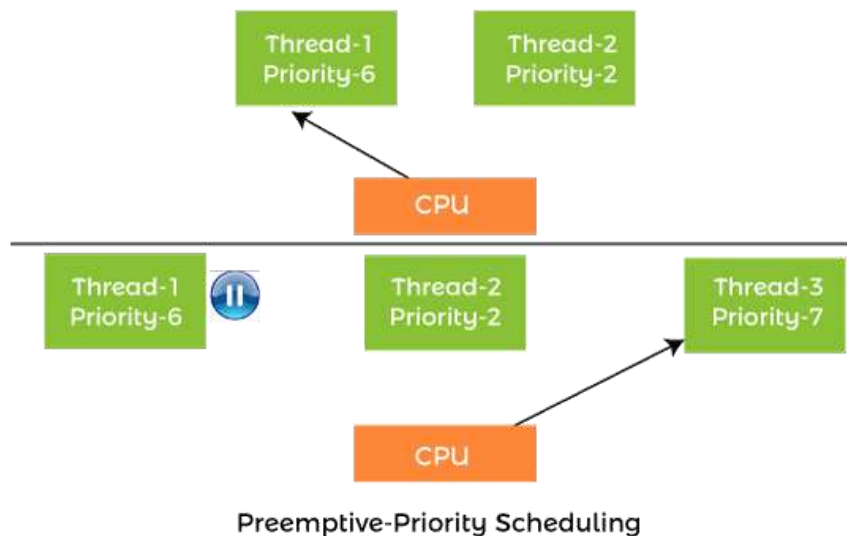 Thread-1
Priority-6
Thread-2
Priority-2
CPU
Thread-1
Priority-6
Thread-2
Priority-2
Thread-3
Priority-7
CPU
Preemptive-Priority Scheduling